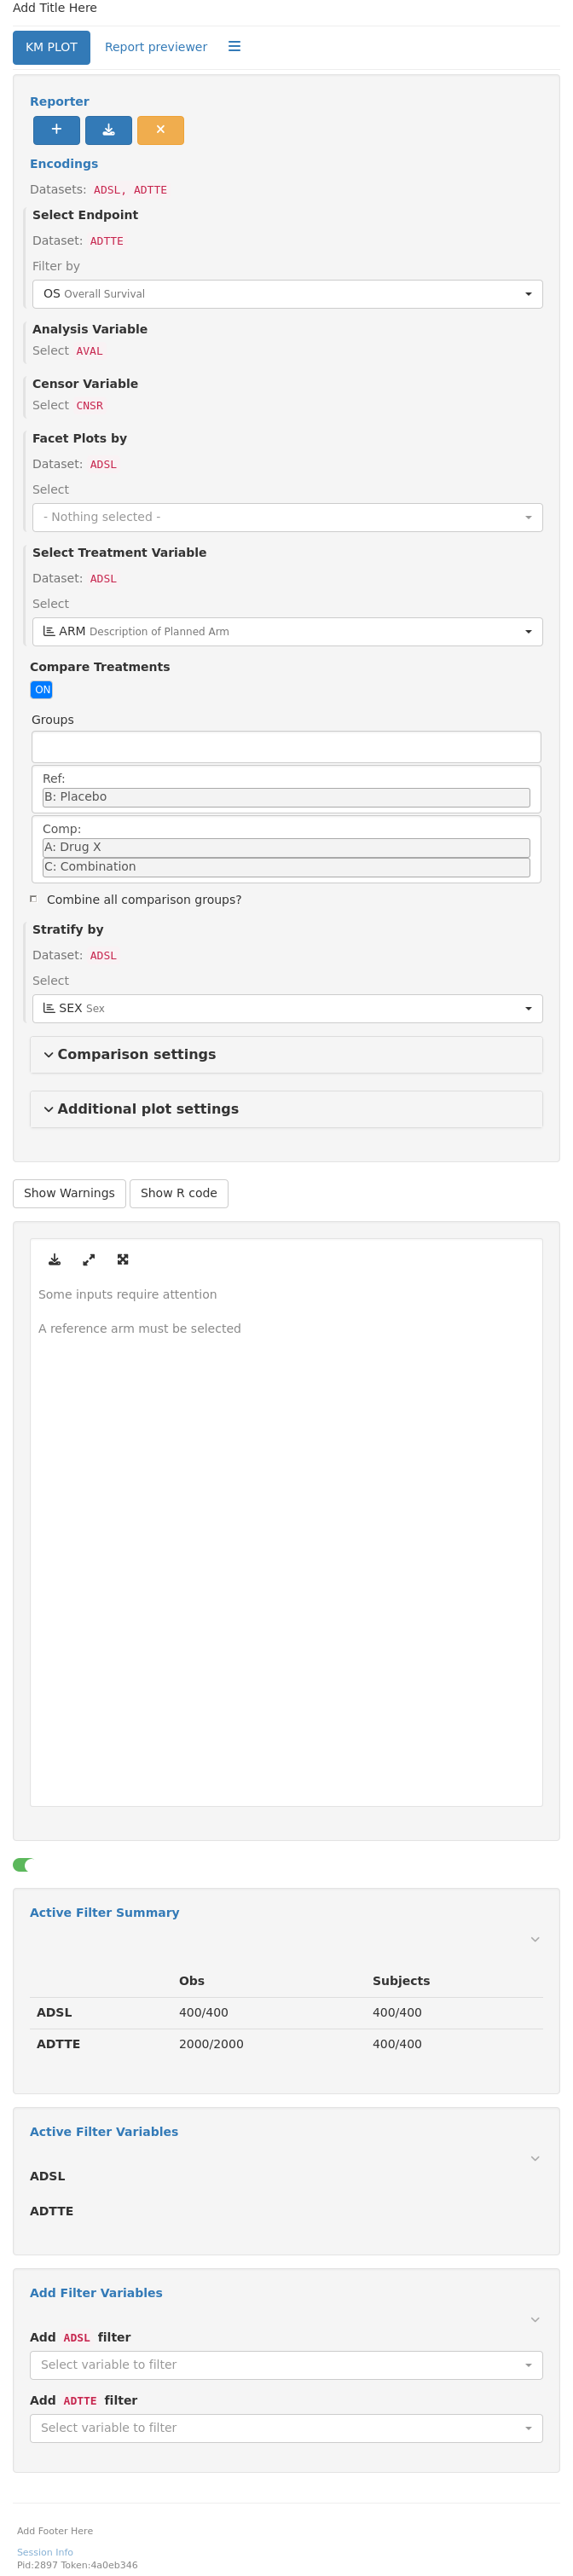 Add Title Here
KM PLOT Report previewer
Reporter
Encodings
Datasets: ADSL, ADTTE
Select Endpoint
Dataset: ADTTE
Filter by
OS Overall Survival
Analysis Variable
Select AVAL
Censor Variable
Select CNSR
Facet Plots by
Dataset: ADSL
Select
- Nothing selected -
Select Treatment Variable
Dataset: ADSL
Select
ARM Description of Planned Arm
Compare Treatments
ON
Groups
Ref:
B: Placebo
Comp:
A: Drug X
C: Combination
Combine all comparison groups?
Stratify by
Dataset: ADSL
Select
SEX Sex
Comparison settings
Additional plot settings
Show Warnings Show R code
Some inputs require attention
A reference arm must be selected
Active Filter Summary
Obs Subjects
ADSL 400/400 400/400
ADTTE 2000/2000 400/400
Active Filter Variables
ADSL
ADTTE
Add Filter Variables
Add ADSL filter
Select variable to filter
Add ADTTE filter
Select variable to filter
Add Footer Here
Session Info
Pid:2897 Token:4a0eb346